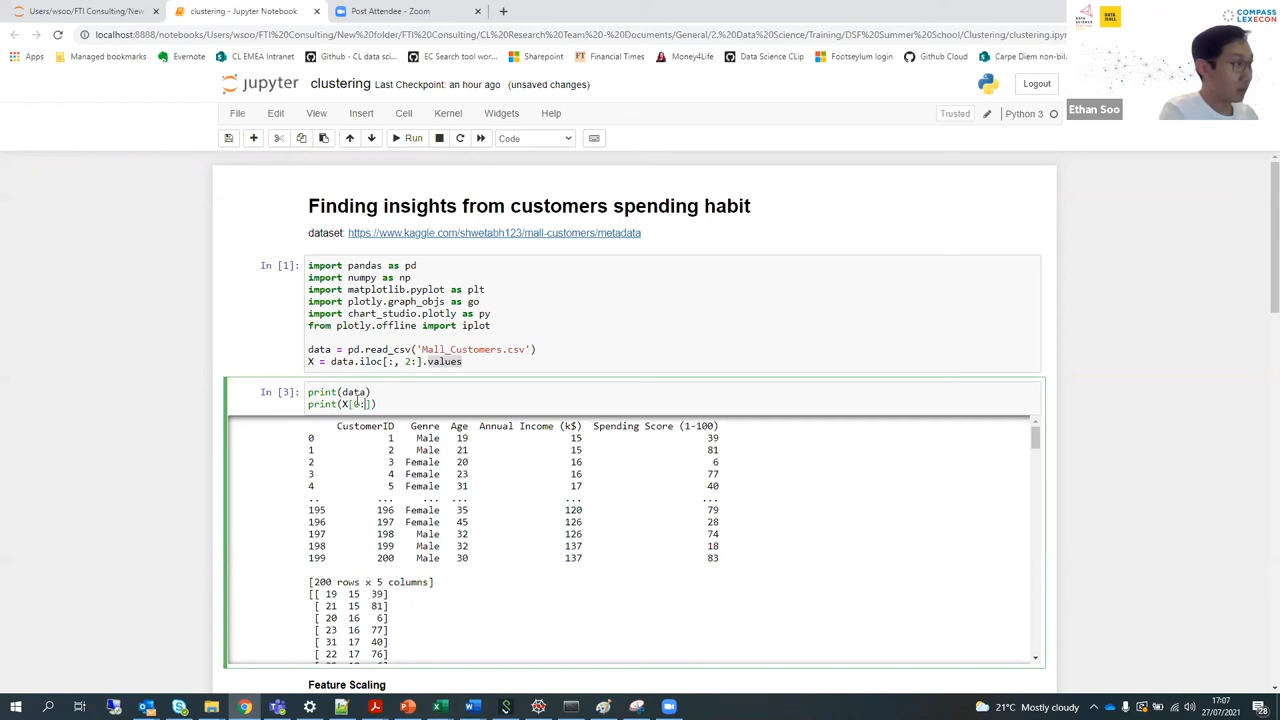 Users/wsoo/FTI Consulting/New
clustering - Jupyter Notebook
Post Attendee - Zoom
localhost:8888/notebooks/Users/wsoo/FTI%20Consulting/New%20
Consulting/CL%20
%20Team%20-%20Documents/General/2.%20Data%20Science/Training/DSF%20Summer%20School/Clustering/clustering.ipyn
Apps
Managed bookmarks
Evernote
CL EMEA Intranet
Github - CL data sci...
EC Search tool wor...
Sharepoint
Financial Times
Money4Life
Data Science CLip
Footseylum login
Github Cloud
Carpe Diem non-bil...
COMPASS
LEXECON
Ethan Soo
jupyter
clustering Last Checkpoint: an hour ago (unsaved changes)
Logout
File
Edit
View
Insert
Cell
Kernel
Widgets
Help
Trusted
Python 3
Run
Code
Finding insights from customers spending habit
dataset: https://www.kaggle.com/shwetabh123/mall-customers/metadata
In [1]:
import pandas as pd
import numpy as np
import matplotlib.pyplot as plt
import plotly.graph_objs as go
import chart_studio.plotly as py
from plotly.offline import iplot
data = pd.read_csv('Mall_Customers.csv')
X = data.iloc[:, 2:].values
In [3]:
print(data)
print(X[0:])
CustomerID Genre Age Annual Income (k$) Spending Score (1-100)
0 1 Male 19 15 39
1 2 Male 21 15 81
2 3 Female 20 16 6
3 4 Female 23 16 77
4 5 Female 31 17 40
.. ... ... ... ... ...
195 196 Female 35 120 79
196 197 Female 45 126 28
197 198 Male 32 126 74
198 199 Male 32 137 18
199 200 Male 30 137 83
[200 rows x 5 columns]
[[ 19 15 39]
[ 21 15 81]
[ 20 16 6]
[ 23 16 77]
[ 31 17 40]
[ 22 17 76]
Feature Scaling
21°C Mostly cloudy
17:07
27/07/2021
28